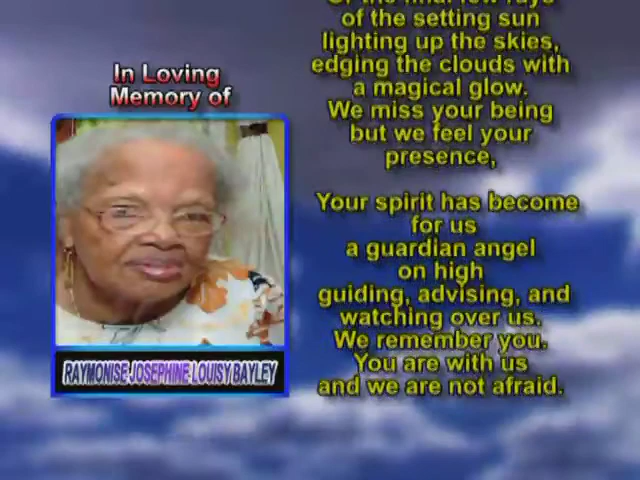 In Loving
Memory of
RAYMONISE JOSEPHINE LOUISY BAYLEY
of the setting sun
lighting up the skies,
edging the clouds with
a magical glow.
We miss your being
but we feel your
presence,
Your spirit has become
for us
a guardian angel
on high
guiding, advising, and
watching over us.
We remember you.
You are with us
and we are not afraid.